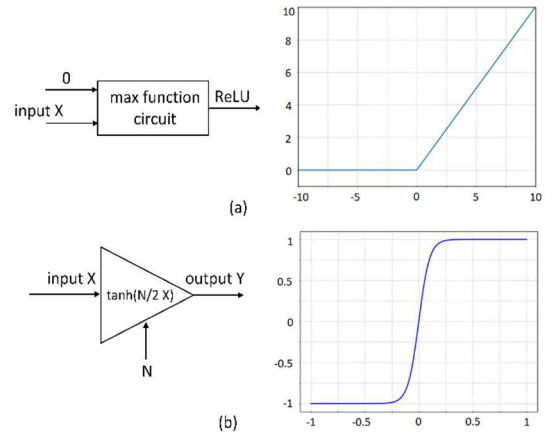 0
input X
max function
circuit
ReLU
10
8
6
4
2
0
-10
-5
0
5
10
(a)
input X
tanh(N/2 X)
output Y
N
1
0.5
0
-0.5
-1
-1
-0.5
0
0.5
1
(b)